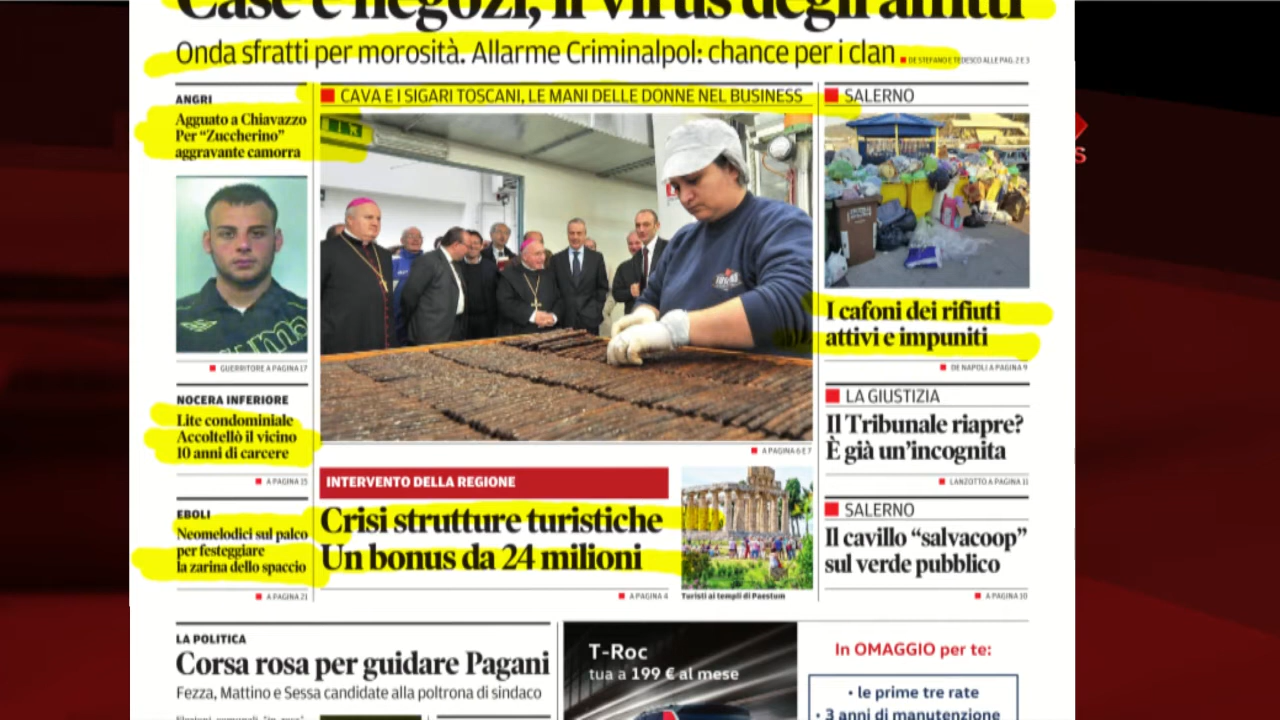 Case e negozi, il virus degli affitti
Onda sfratti per morosità. Allarme Criminalpol: chance per i clan
DE STEFANO E TEDESCO ALLE PAG. 2 E 3
ANGRI
Agguato a Chiavazzo
Per “Zuccherino”
aggravante camorra
GUERRITORE A PAGINA 17
NOCERA INFERIORE
Lite condominiale
Accoltellò il vicino
10 anni di carcere
A PAGINA 15
EBOLI
Neomelodici sul palco
per festeggiare
la zarina dello spaccio
A PAGINA 21
CAVA E I SIGARI TOSCANI, LE MANI DELLE DONNE NEL BUSINESS
A PAGINA 6 E 7
INTERVENTO DELLA REGIONE
Crisi strutture turistiche
Un bonus da 24 milioni
A PAGINA 4
Turisti ai templi di Paestum
SALERNO
I cafoni dei rifiuti
attivi e impuniti
DE NAPOLI A PAGINA 9
LA GIUSTIZIA
Il Tribunale riapre?
È già un’incognita
LANZOTTO A PAGINA 11
SALERNO
Il cavillo “salvacoop”
sul verde pubblico
A PAGINA 10
LA POLITICA
Corsa rosa per guidare Pagani
Fezza, Mattino e Sessa candidate alla poltrona di sindaco
T-Roc
tua a 199 € al mese
In OMAGGIO per te:
• le prime tre rate
• 3 anni di manutenzione